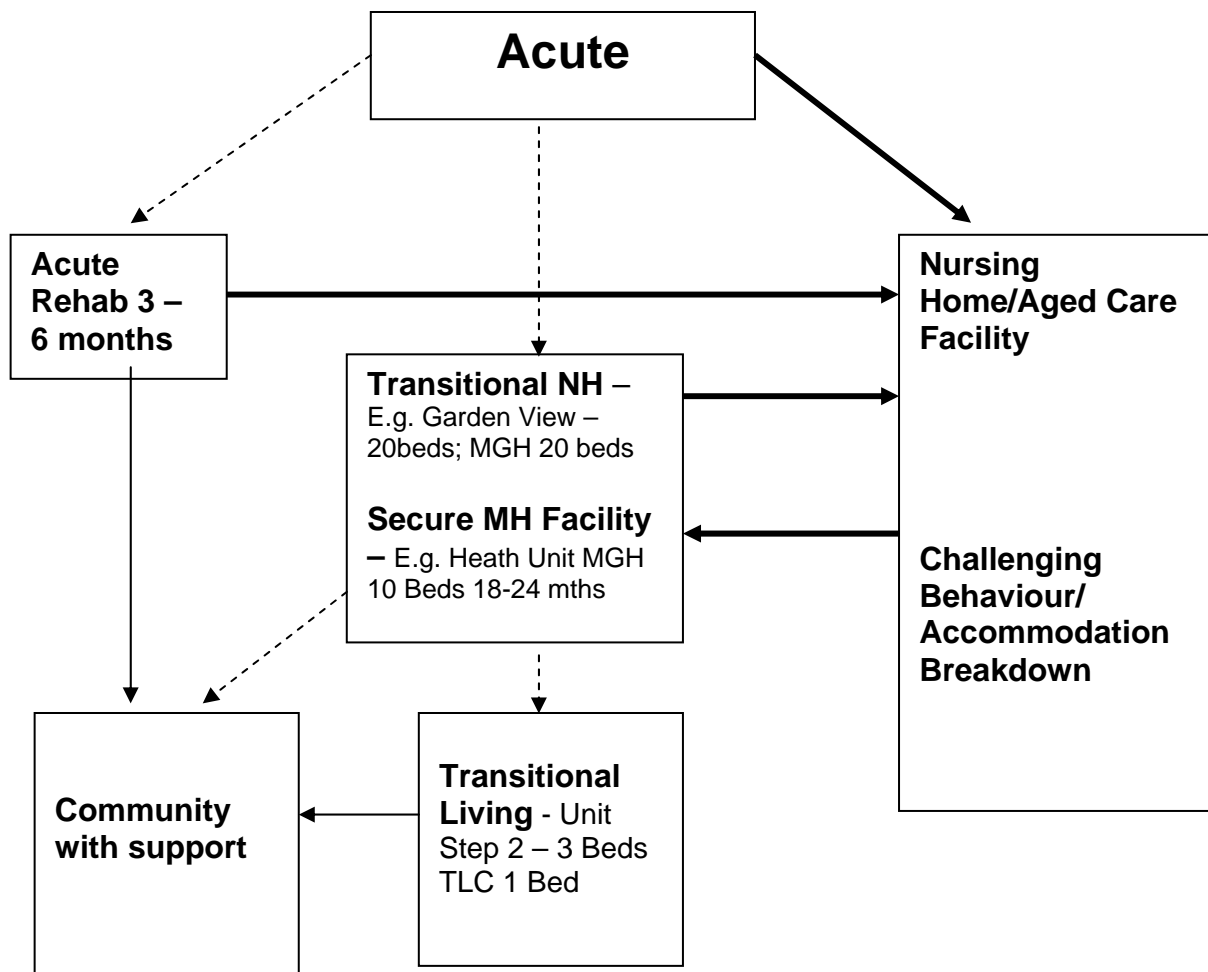 Acute
Acute
Rehab 3 –
6 months
Nursing
Home/Aged Care
Facility
Transitional NH –
E.g. Garden View –
20beds; MGH 20 beds
Secure MH Facility
– E.g. Heath Unit MGH
10 Beds 18-24 mths
Challenging
Behaviour/
Accommodation
Breakdown
Community
with support
Transitional
Living - Unit
Step 2 – 3 Beds
TLC 1 Bed